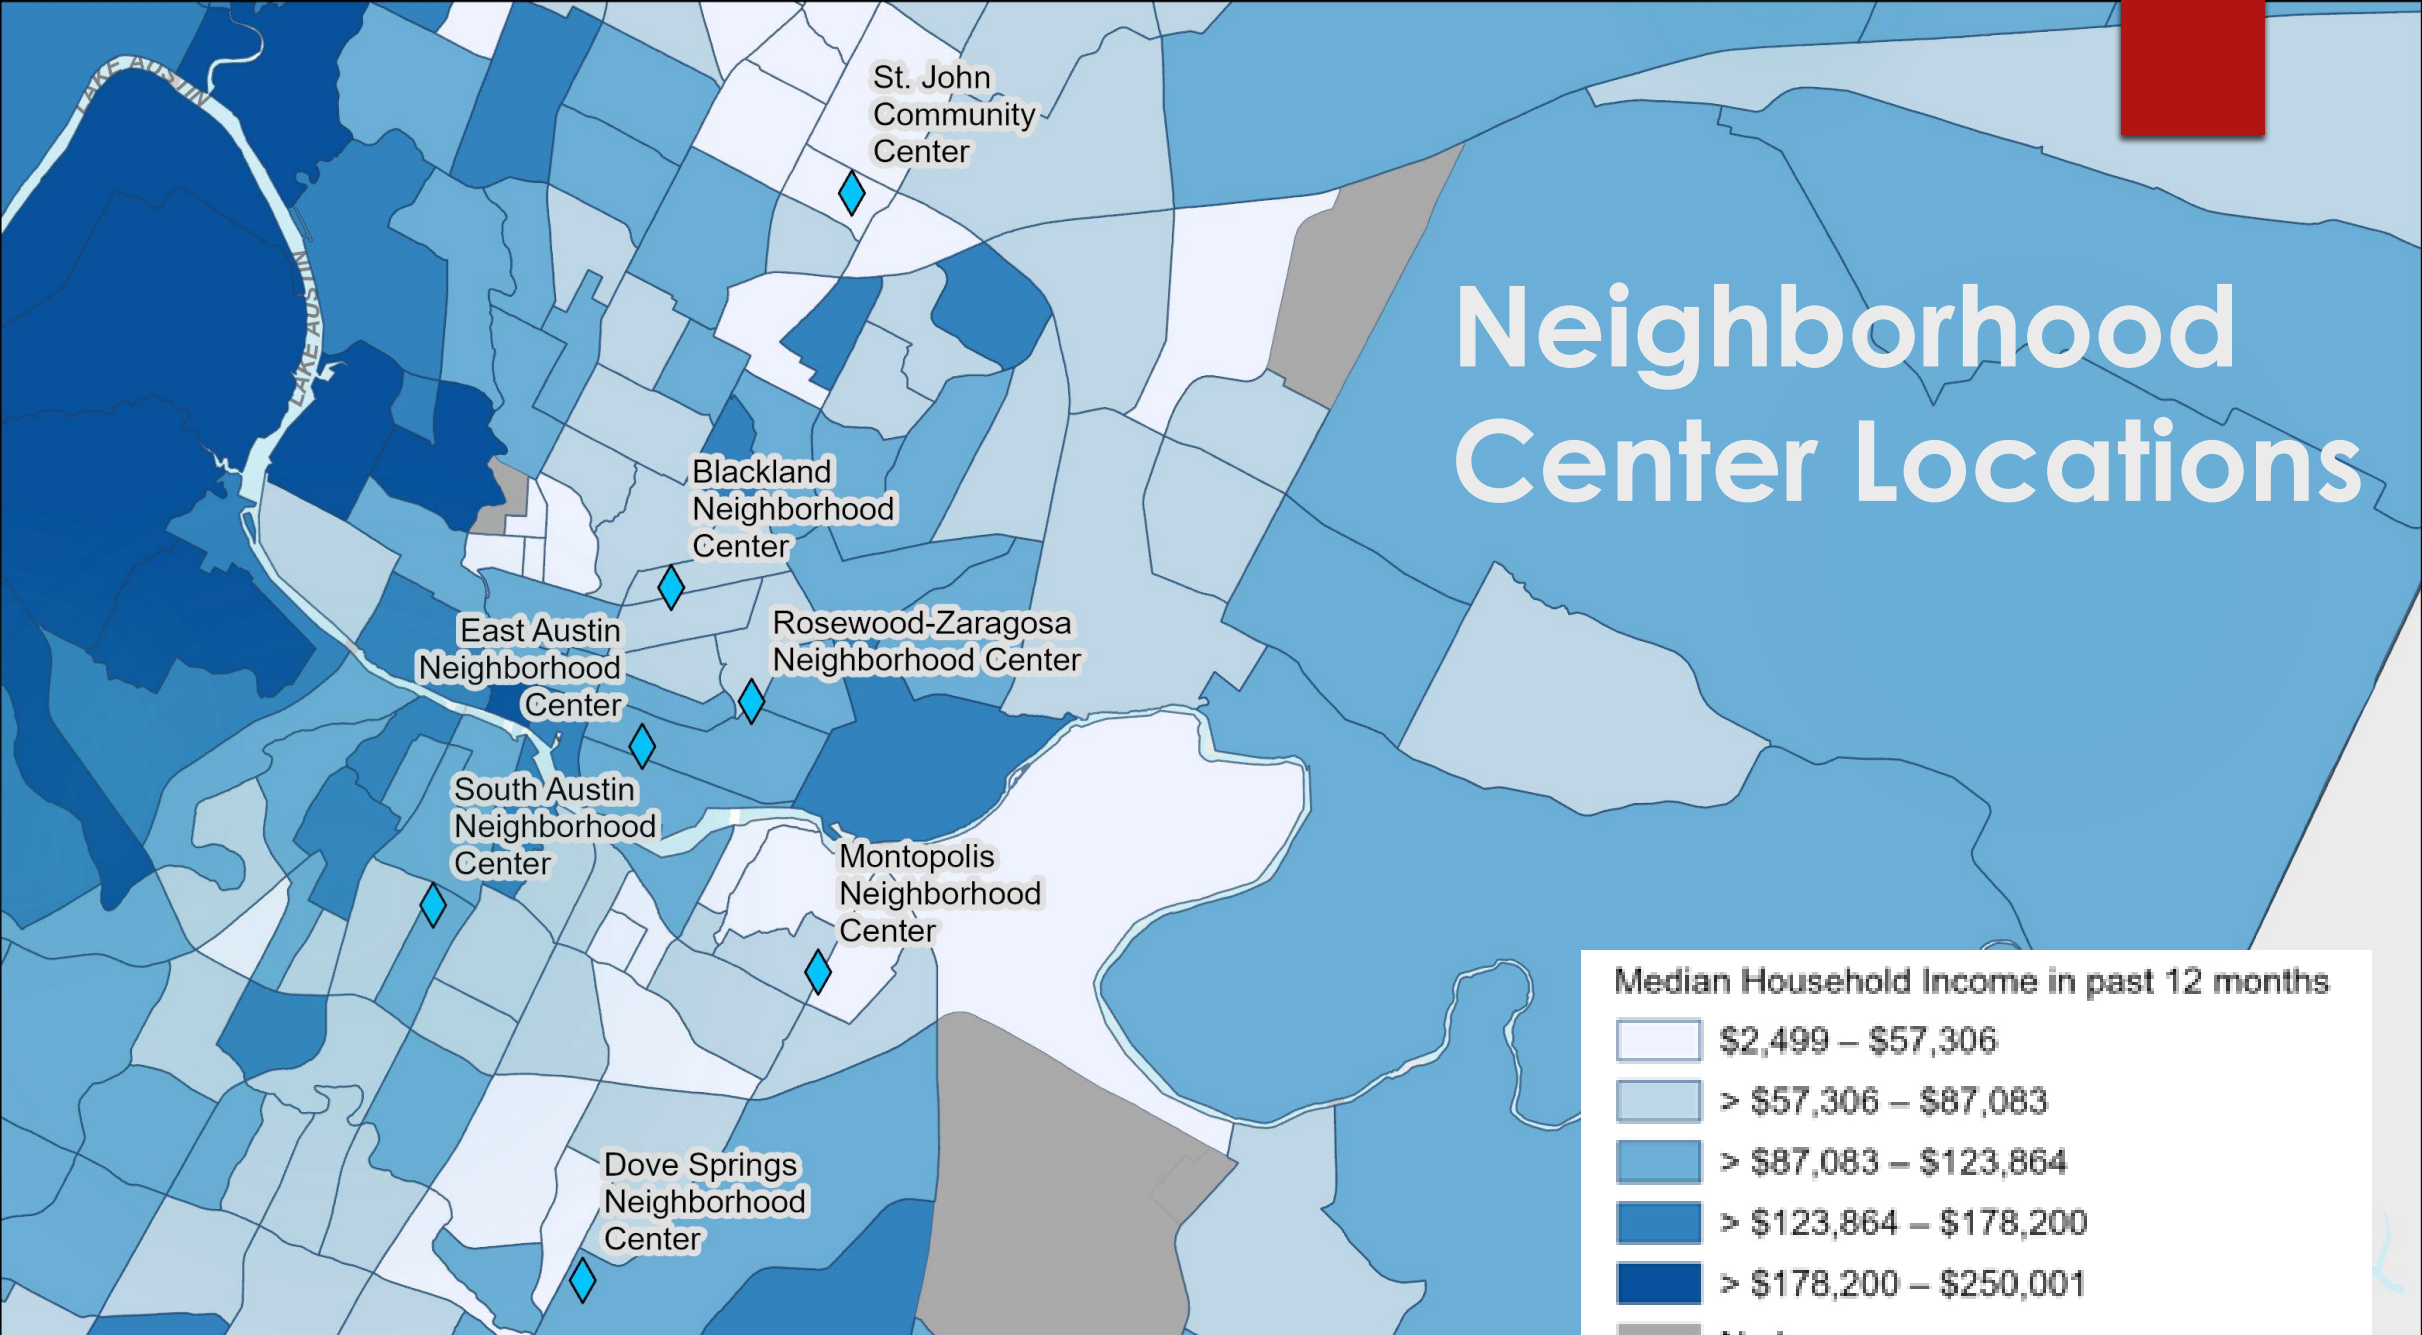 LAKE AUSTIN
LAKE AUSTIN
St. John
Community
Center
Neighborhood
Center Locations
Blackland
Neighborhood
Center
East Austin
Neighborhood
Center
Rosewood-Zaragosa
Neighborhood Center
South Austin
Neighborhood
Center
Montopolis
Neighborhood
Center
Dove Springs
Neighborhood
Center
Median Household Income in past 12 months
$2,499 – $57,306
> $57,306 – $87,083
> $87,083 – $123,864
> $123,864 – $178,200
> $178,200 – $250,001